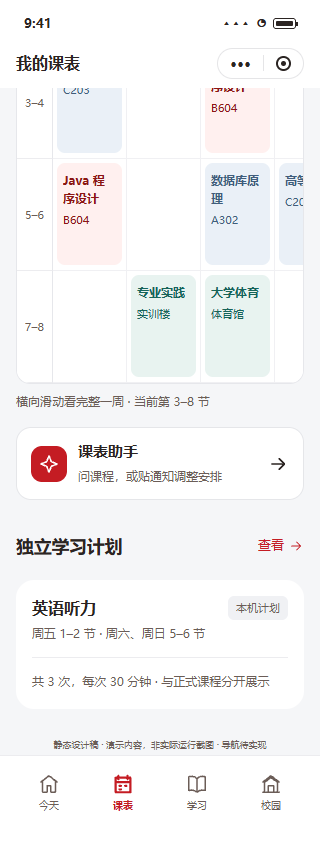 9:41
我的课表
3–4
C203
序设计
B604
5–6
Java 程
序设计
B604
数据库原
理
A302
高等
C20
7–8
专业实践
实训楼
大学体育
体育馆
横向滑动看完整一周 · 当前第 3–8 节
课表助手
问课程，或贴通知调整安排
独立学习计划
查看
英语听力
本机计划
周五 1–2 节 · 周六、周日 5–6 节
共 3 次，每次 30 分钟 · 与正式课程分开展示
静态设计稿 · 演示内容，非实际运行截图 · 导航待实现
今天
课表
学习
校园